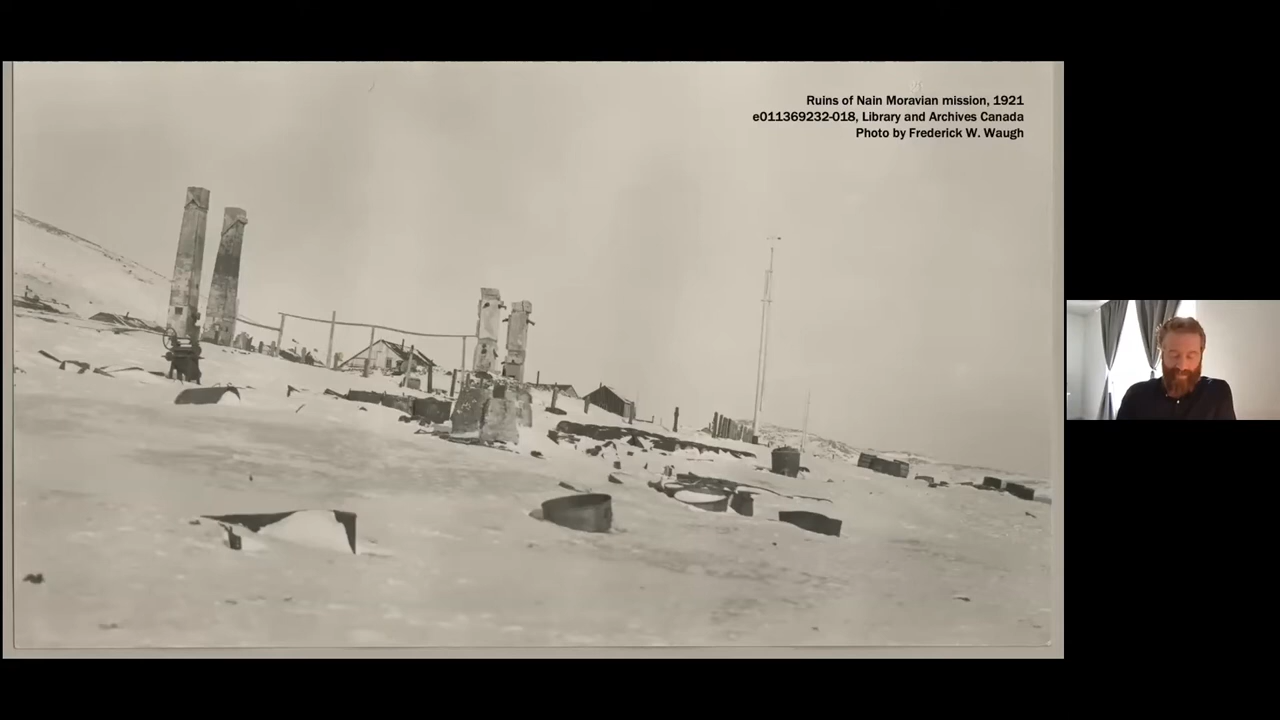 Ruins of Nain Moravian mission, 1921
e011369232-018, Library and Archives Canada
Photo by Frederick W. Waugh